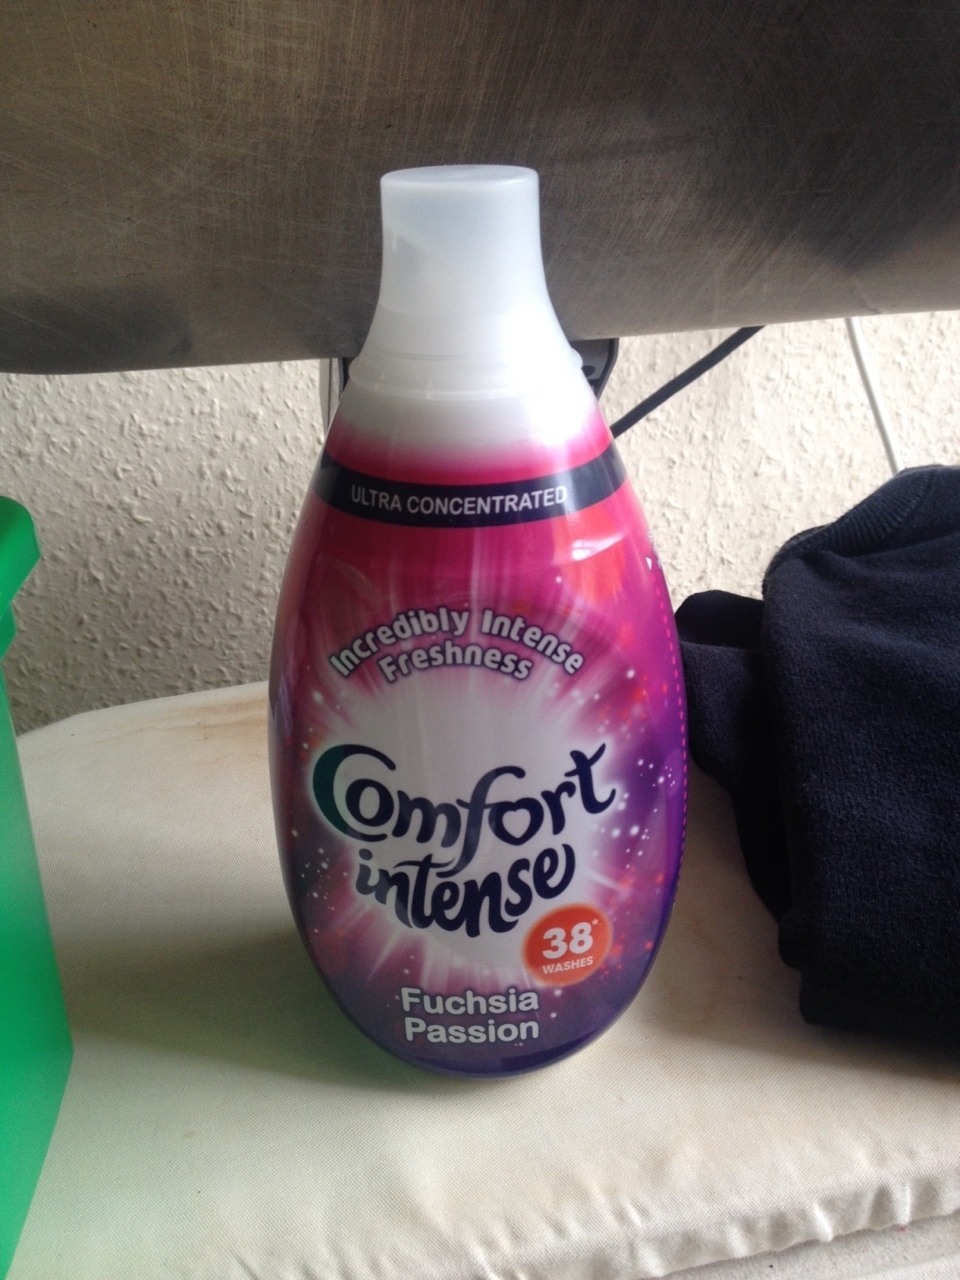 ULTRA CONCENTRATED
Incredibly Intense
Freshness
Comfort
intense
38*
WASHES
Fuchsia
Passion